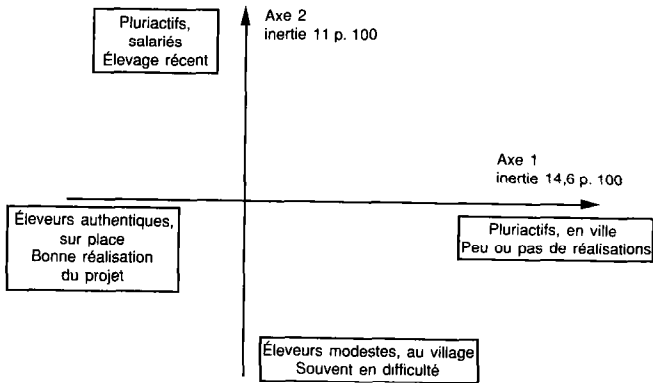 Pluriactifs,
salariés
Élevage récent
Axe 2
inertie 11 p. 100
Axe 1
inertie 14,6 p. 100
Éleveurs authentiques,
sur place
Bonne réalisation
du projet
Pluriactifs, en ville
Peu ou pas de réalisations
Éleveurs modestes, au village
Souvent en difficulté